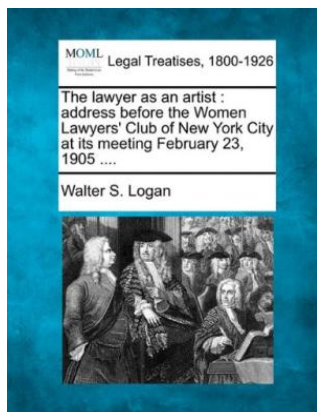 MOML Legal Treatises, 1800-1926
The lawyer as an artist :
address before the Women
Lawyers' Club of New York City
at its meeting February 23,
1905 ....
Walter S. Logan